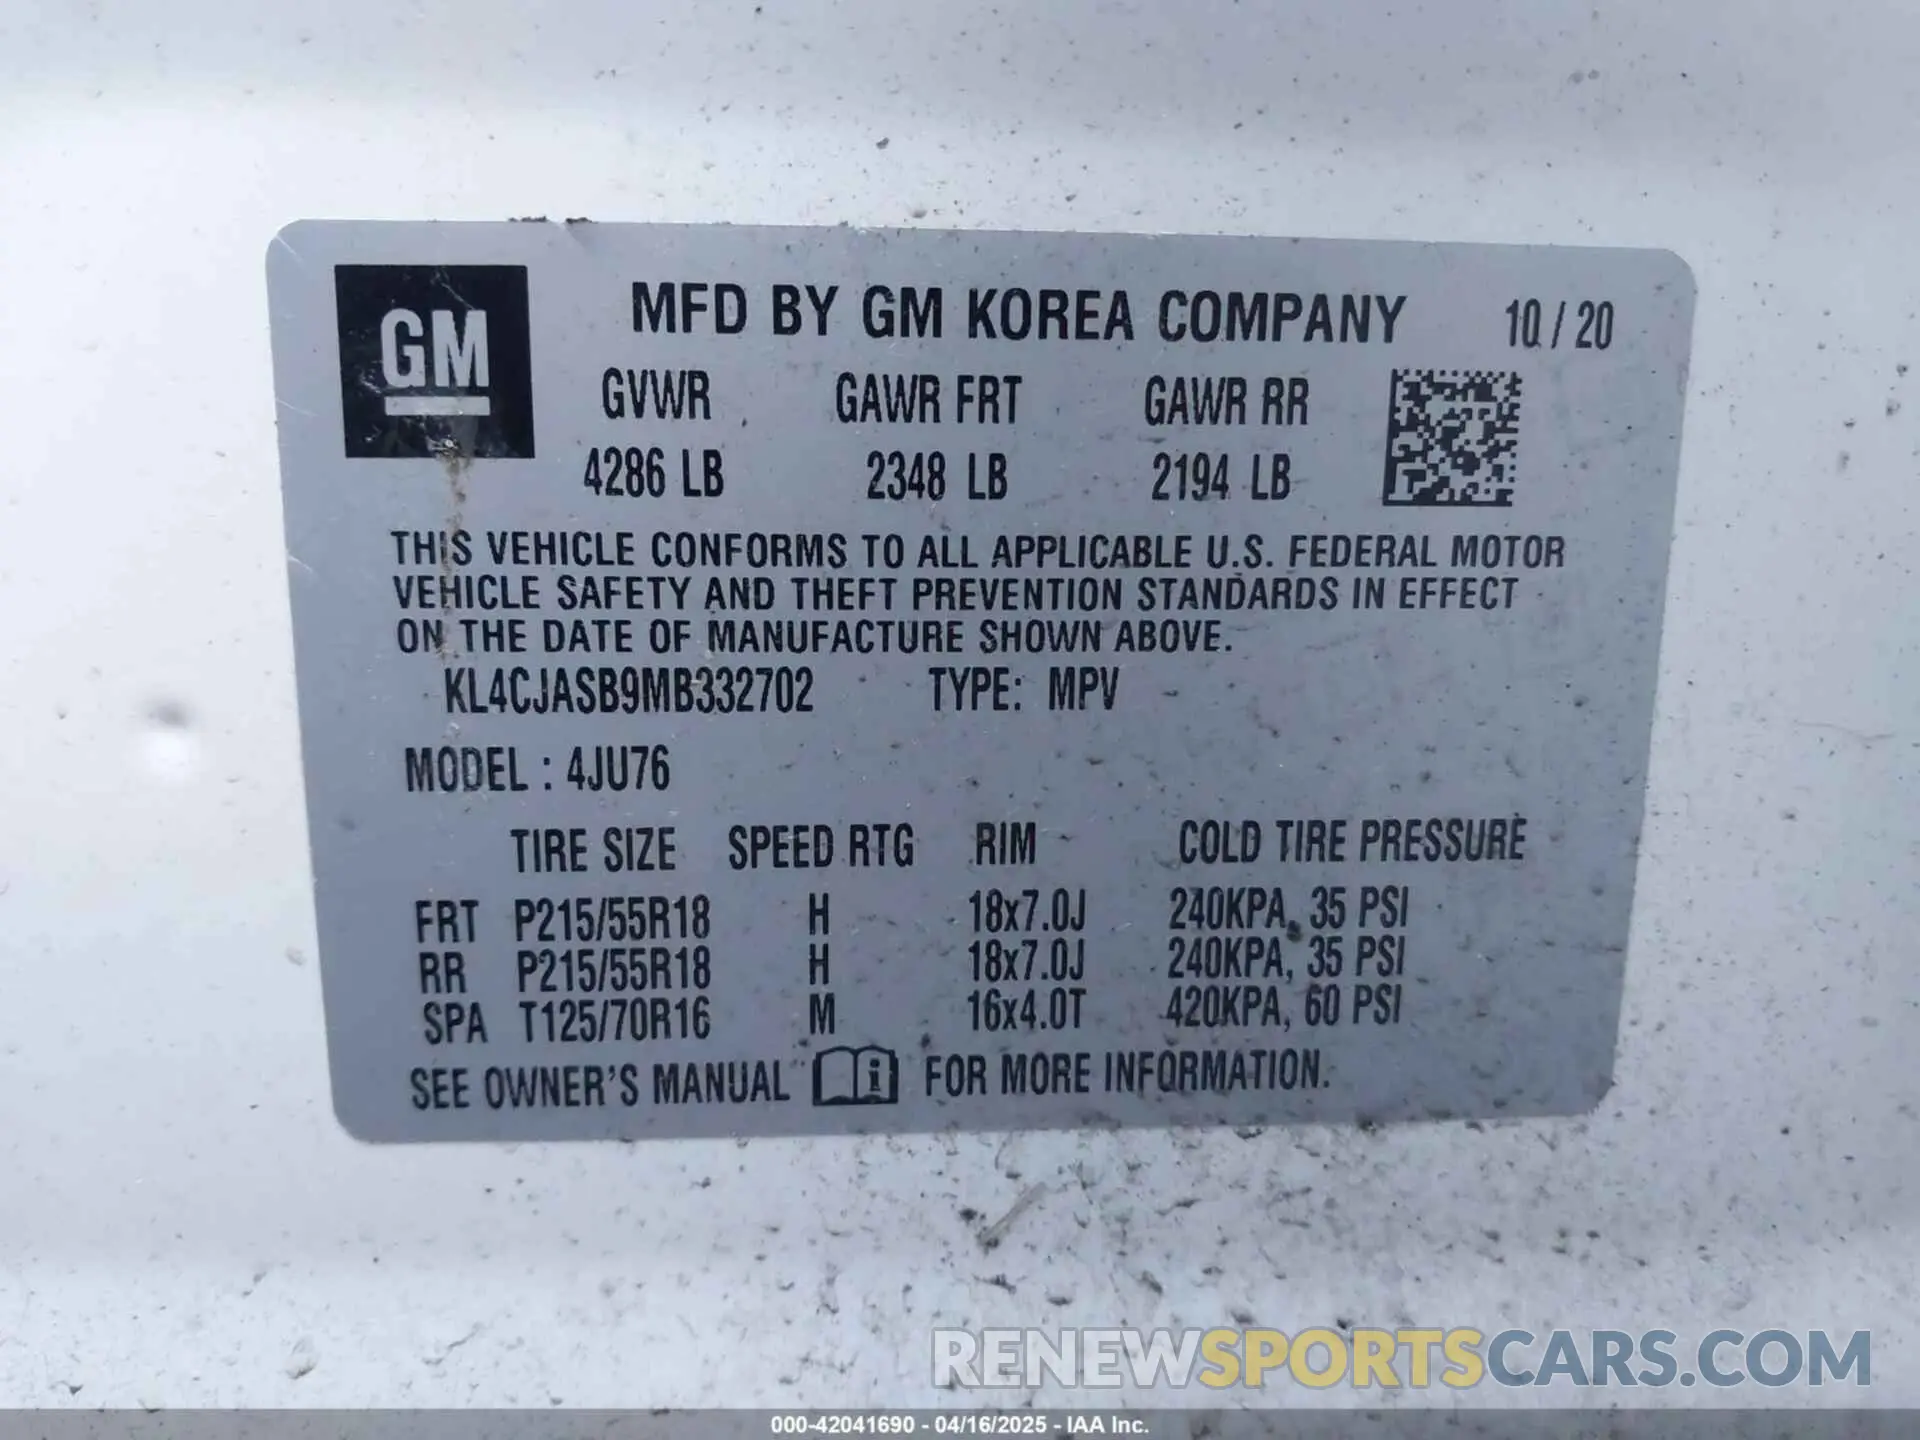 GM
MFD BY GM KOREA COMPANY 10 / 20
GVWR GAWR FRT GAWR RR
4286 LB 2348 LB 2194 LB
THIS VEHICLE CONFORMS TO ALL APPLICABLE U.S. FEDERAL MOTOR
VEHICLE SAFETY AND THEFT PREVENTION STANDARDS IN EFFECT
ON THE DATE OF MANUFACTURE SHOWN ABOVE.
KL4CJASB9MB332702 TYPE: MPV
MODEL : 4JU76
TIRE SIZE SPEED RTG RIM COLD TIRE PRESSURE
FRT P215/55R18 H 18x7.0J 240KPA, 35 PSI
RR P215/55R18 H 18x7.0J 240KPA, 35 PSI
SPA T125/70R16 M 16x4.0T 420KPA, 60 PSI
SEE OWNER'S MANUAL i FOR MORE INFORMATION.
RENEWSPORTSCARS.COM
000-42041690 - 04/16/2025 - IAA Inc.